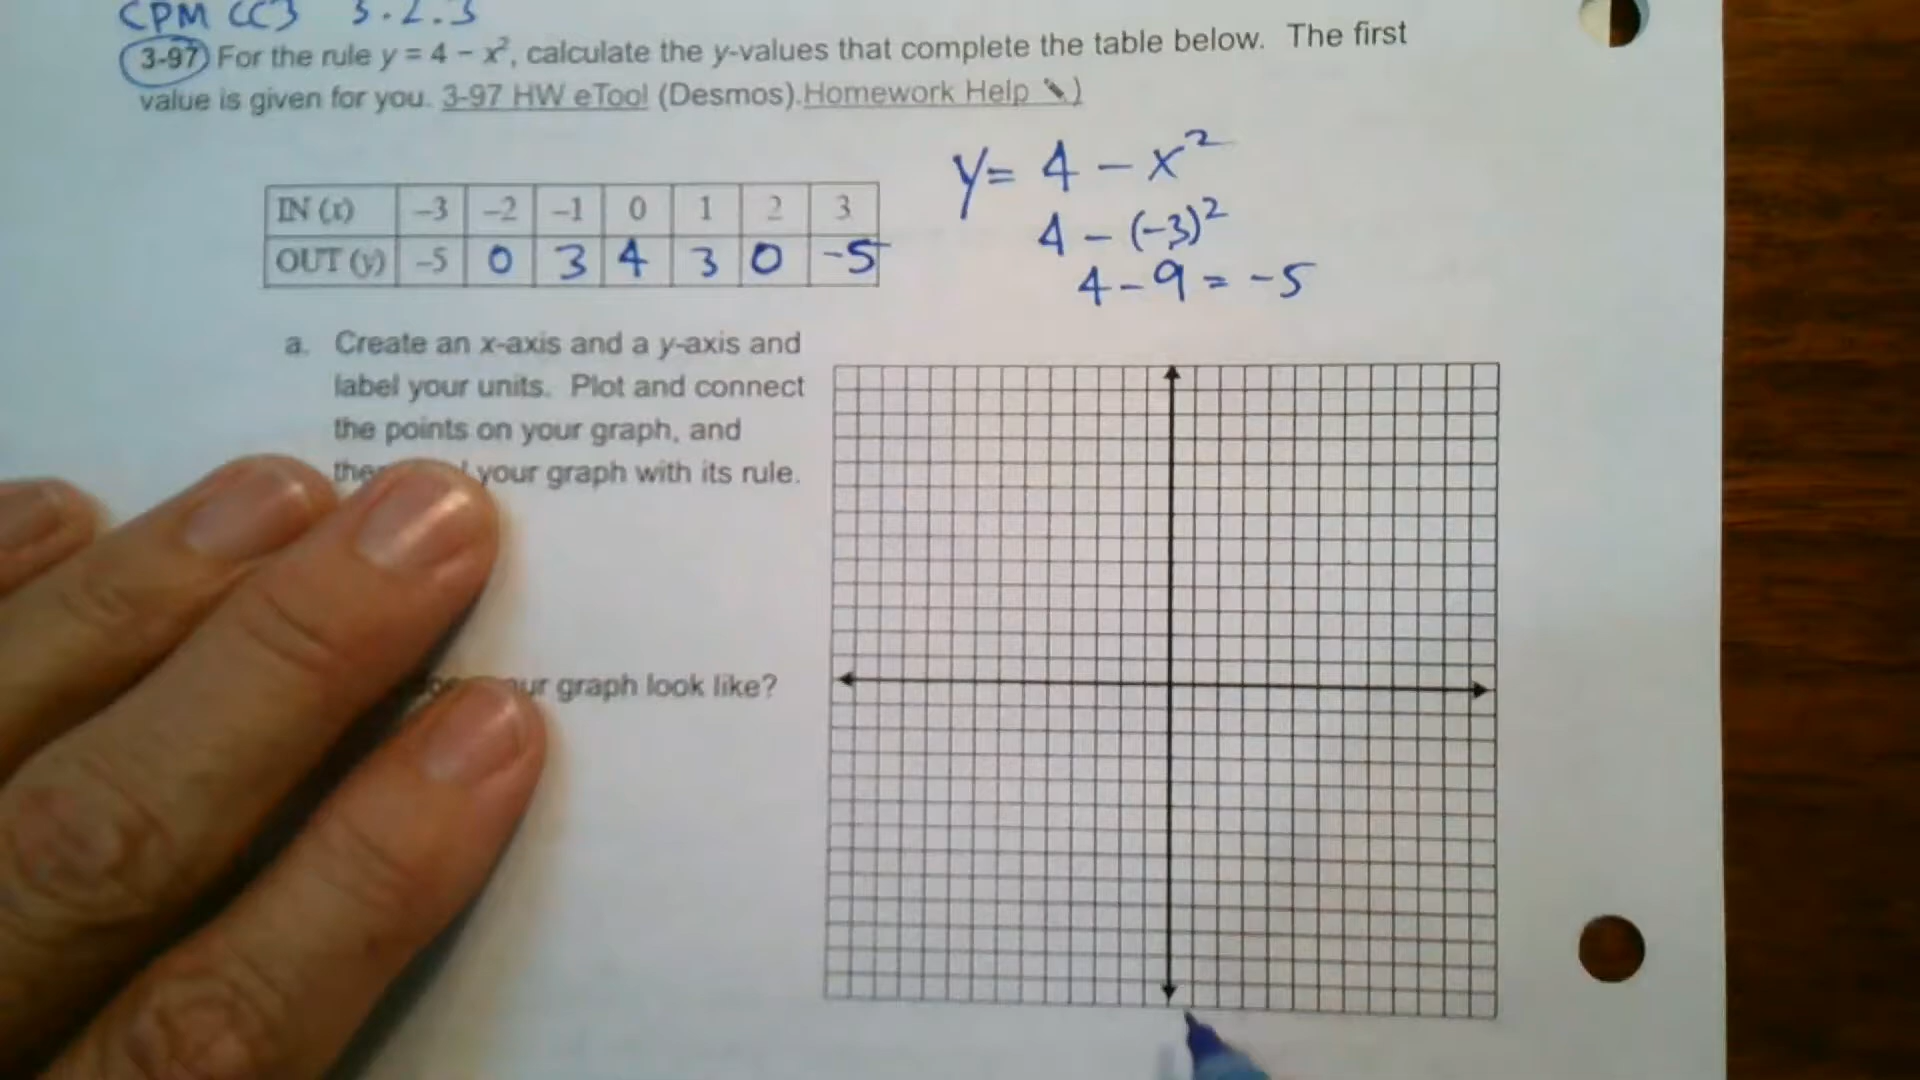 CPM CC3 3.2.3
3-97 For the rule y = 4 – x², calculate the y-values that complete the table below. The first
value is given for you. 3-97 HW eTool (Desmos). Homework Help ✎)
y = 4 – x²
4 – (–3)²
4 – 9 = –5
IN (x) –3 –2 –1 0 1 2 3
OUT (y) –5 0 3 4 3 0 –5
a. Create an x-axis and a y-axis and
label your units. Plot and connect
the points on your graph, and
your graph with its rule.
graph look like?